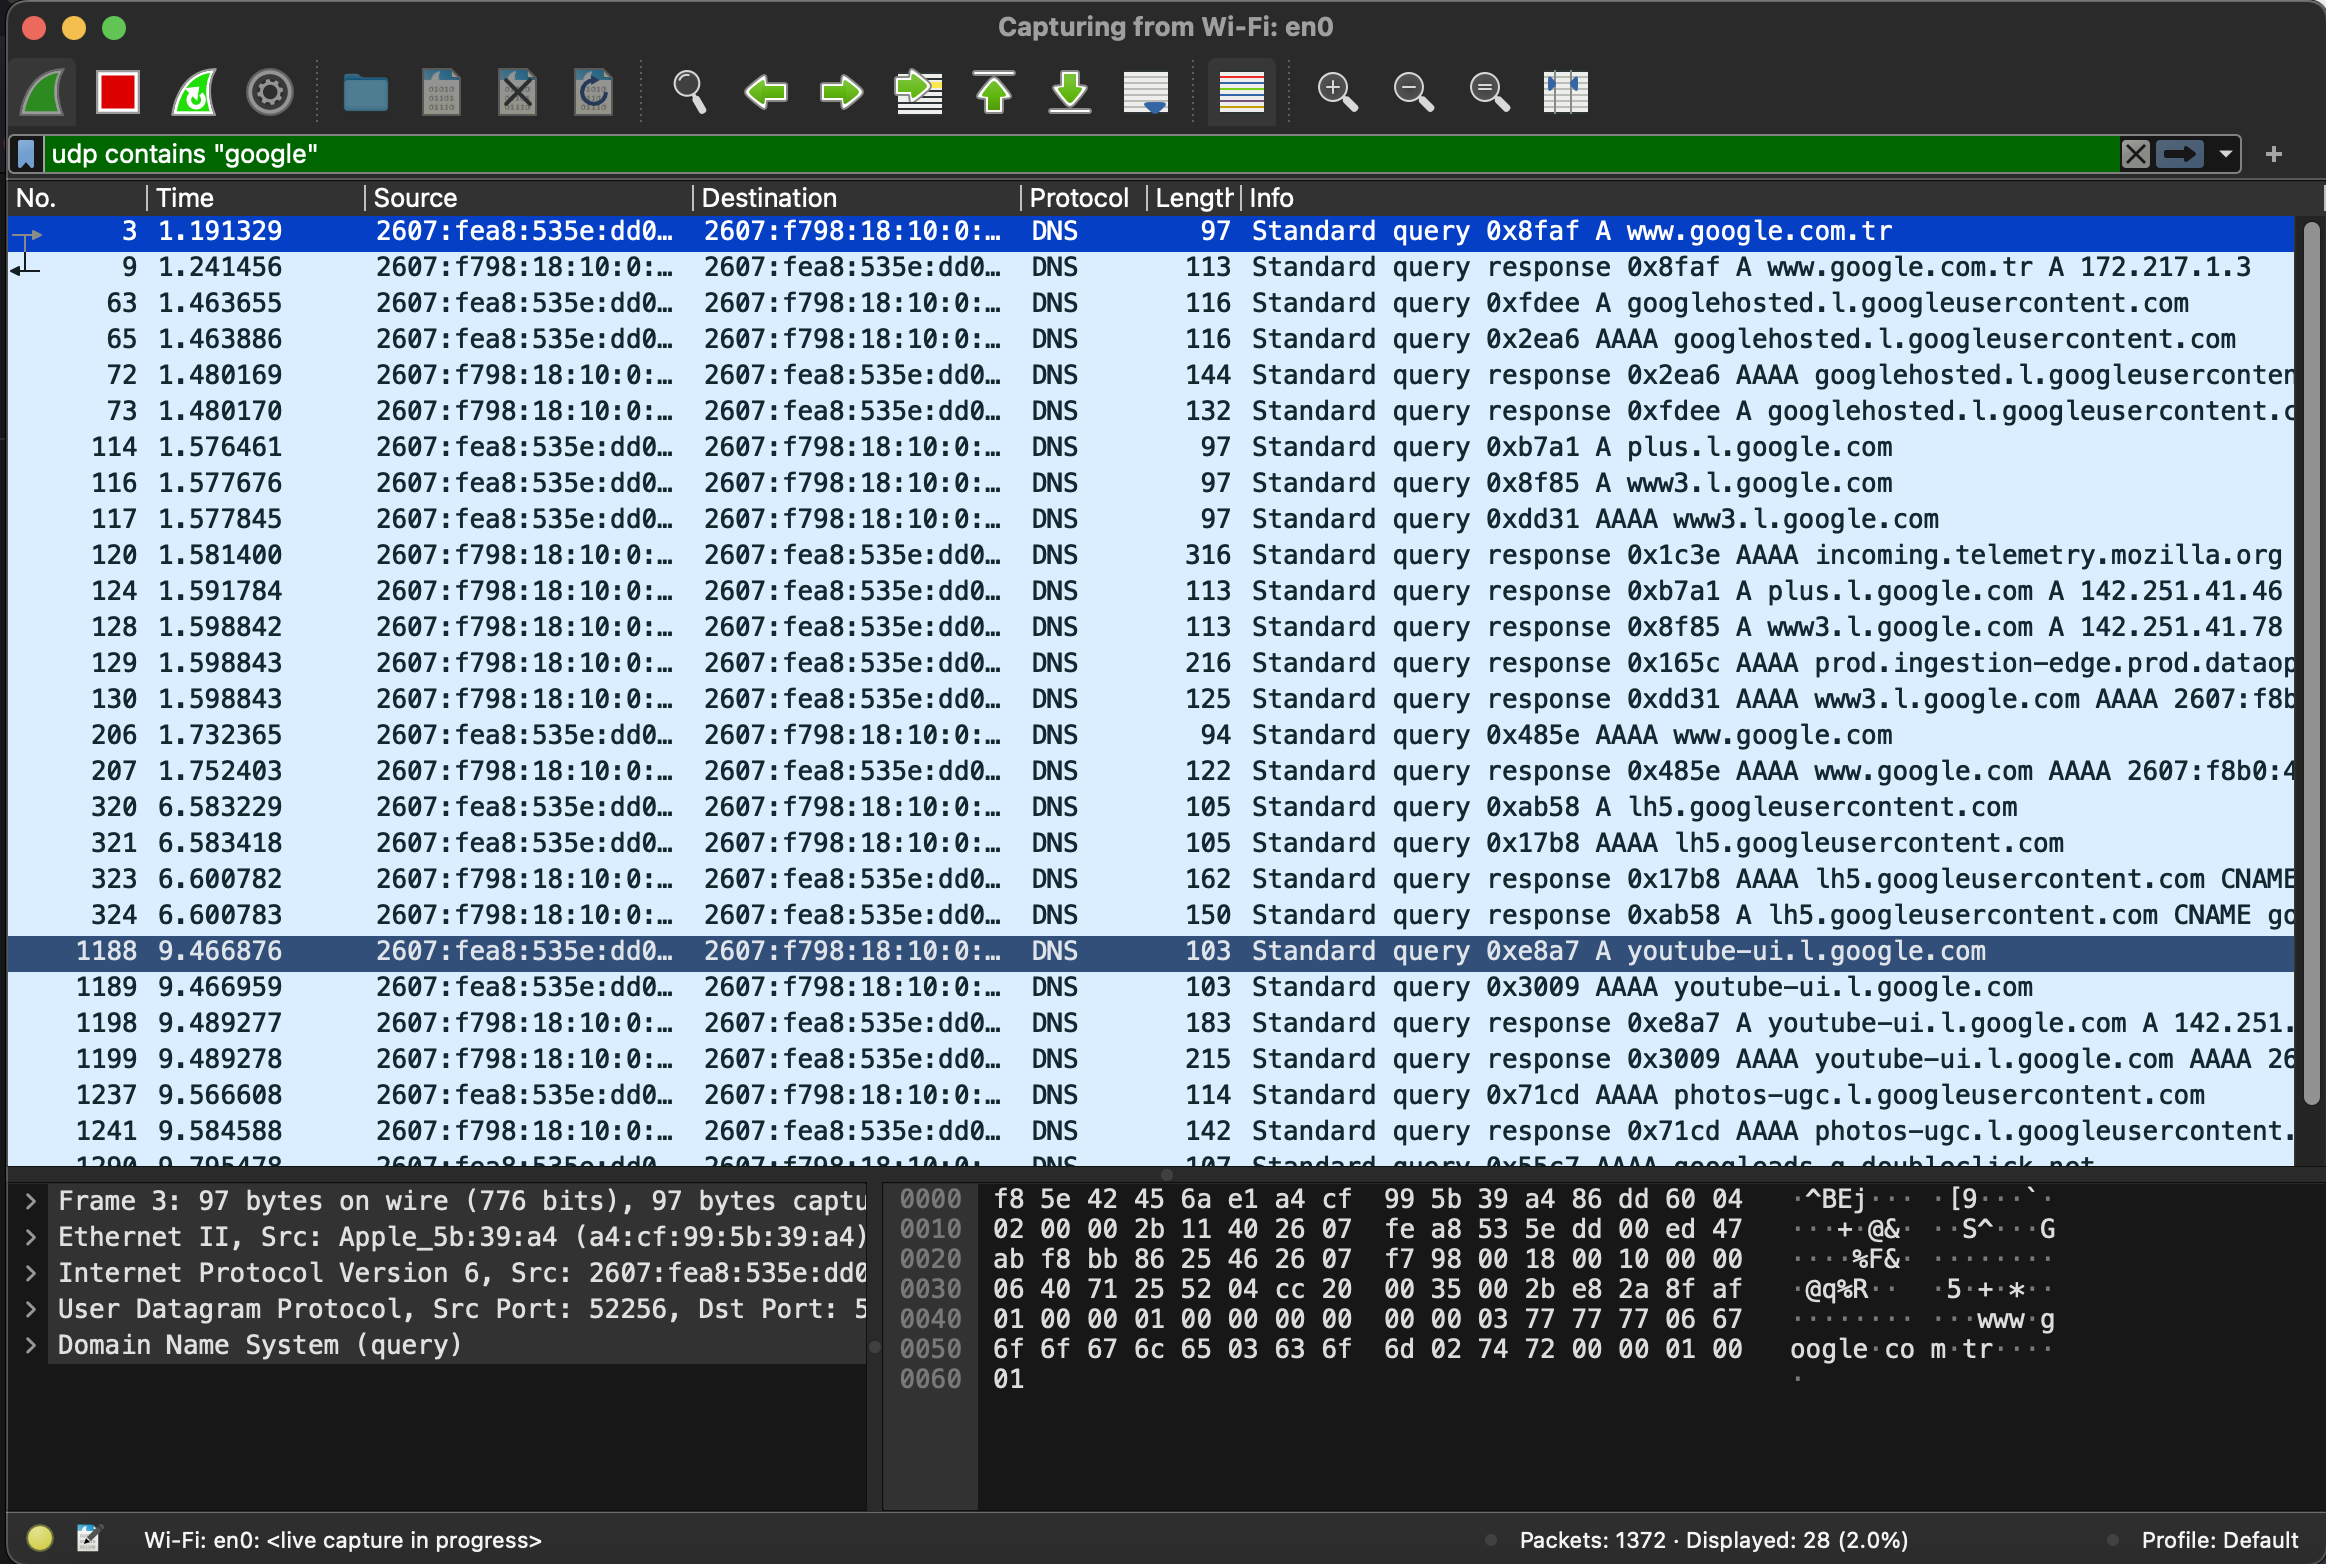 Capturing from Wi-Fi: en0
udp contains "google"
No. Time Source Destination Protocol Length Info
3 1.191329 2607:fea8:535e:dd0… 2607:f798:18:10:0:… DNS 97 Standard query 0x8faf A www.google.com.tr
9 1.241456 2607:f798:18:10:0:… 2607:fea8:535e:dd0… DNS 113 Standard query response 0x8faf A www.google.com.tr A 172.217.1.3
63 1.463655 2607:fea8:535e:dd0… 2607:f798:18:10:0:… DNS 116 Standard query 0xfdee A googlehosted.l.googleusercontent.com
65 1.463886 2607:fea8:535e:dd0… 2607:f798:18:10:0:… DNS 116 Standard query 0x2ea6 AAAA googlehosted.l.googleusercontent.com
72 1.480169 2607:f798:18:10:0:… 2607:fea8:535e:dd0… DNS 144 Standard query response 0x2ea6 AAAA googlehosted.l.googleuserconten
73 1.480170 2607:f798:18:10:0:… 2607:fea8:535e:dd0… DNS 132 Standard query response 0xfdee A googlehosted.l.googleusercontent.c
114 1.576461 2607:fea8:535e:dd0… 2607:f798:18:10:0:… DNS 97 Standard query 0xb7a1 A plus.l.google.com
116 1.577676 2607:fea8:535e:dd0… 2607:f798:18:10:0:… DNS 97 Standard query 0x8f85 A www3.l.google.com
117 1.577845 2607:fea8:535e:dd0… 2607:f798:18:10:0:… DNS 97 Standard query 0xdd31 AAAA www3.l.google.com
120 1.581400 2607:f798:18:10:0:… 2607:fea8:535e:dd0… DNS 316 Standard query response 0x1c3e AAAA incoming.telemetry.mozilla.org
124 1.591784 2607:f798:18:10:0:… 2607:fea8:535e:dd0… DNS 113 Standard query response 0xb7a1 A plus.l.google.com A 142.251.41.46
128 1.598842 2607:f798:18:10:0:… 2607:fea8:535e:dd0… DNS 113 Standard query response 0x8f85 A www3.l.google.com A 142.251.41.78
129 1.598843 2607:f798:18:10:0:… 2607:fea8:535e:dd0… DNS 216 Standard query response 0x165c AAAA prod.ingestion-edge.prod.dataop
130 1.598843 2607:f798:18:10:0:… 2607:fea8:535e:dd0… DNS 125 Standard query response 0xdd31 AAAA www3.l.google.com AAAA 2607:f8b
206 1.732365 2607:fea8:535e:dd0… 2607:f798:18:10:0:… DNS 94 Standard query 0x485e AAAA www.google.com
207 1.752403 2607:f798:18:10:0:… 2607:fea8:535e:dd0… DNS 122 Standard query response 0x485e AAAA www.google.com AAAA 2607:f8b0:4
320 6.583229 2607:fea8:535e:dd0… 2607:f798:18:10:0:… DNS 105 Standard query 0xab58 A lh5.googleusercontent.com
321 6.583418 2607:fea8:535e:dd0… 2607:f798:18:10:0:… DNS 105 Standard query 0x17b8 AAAA lh5.googleusercontent.com
323 6.600782 2607:f798:18:10:0:… 2607:fea8:535e:dd0… DNS 162 Standard query response 0x17b8 AAAA lh5.googleusercontent.com CNAME
324 6.600783 2607:f798:18:10:0:… 2607:fea8:535e:dd0… DNS 150 Standard query response 0xab58 A lh5.googleusercontent.com CNAME go
1188 9.466876 2607:fea8:535e:dd0… 2607:f798:18:10:0:… DNS 103 Standard query 0xe8a7 A youtube-ui.l.google.com
1189 9.466959 2607:fea8:535e:dd0… 2607:f798:18:10:0:… DNS 103 Standard query 0x3009 AAAA youtube-ui.l.google.com
1198 9.489277 2607:f798:18:10:0:… 2607:fea8:535e:dd0… DNS 183 Standard query response 0xe8a7 A youtube-ui.l.google.com A 142.251.
1199 9.489278 2607:f798:18:10:0:… 2607:fea8:535e:dd0… DNS 215 Standard query response 0x3009 AAAA youtube-ui.l.google.com AAAA 26
1237 9.566608 2607:fea8:535e:dd0… 2607:f798:18:10:0:… DNS 114 Standard query 0x71cd AAAA photos-ugc.l.googleusercontent.com
1241 9.584588 2607:f798:18:10:0:… 2607:fea8:535e:dd0… DNS 142 Standard query response 0x71cd AAAA photos-ugc.l.googleusercontent.
Frame 3: 97 bytes on wire (776 bits), 97 bytes captu
Ethernet II, Src: Apple_5b:39:a4 (a4:cf:99:5b:39:a4)
Internet Protocol Version 6, Src: 2607:fea8:535e:dd0
User Datagram Protocol, Src Port: 52256, Dst Port: 5
Domain Name System (query)
0000 f8 5e 42 45 6a e1 a4 cf 99 5b 39 a4 86 dd 60 04 ·^BEj··· ·[9···`·
0010 02 00 00 2b 11 40 26 07 fe a8 53 5e dd 00 ed 47 ···+·@&· ··S^···G
0020 ab f8 bb 86 25 46 26 07 f7 98 00 18 00 10 00 00 ····%F&· ········
0030 06 40 71 25 52 04 cc 20 00 35 00 2b e8 2a 8f af ·@q%R·· ·5·+·*··
0040 01 00 00 01 00 00 00 00 00 00 03 77 77 77 06 67 ········ ···www·g
0050 6f 6f 67 6c 65 03 63 6f 6d 02 74 72 00 00 01 00 oogle·co m·tr····
0060 01 ·
Wi-Fi: en0: <live capture in progress>
Packets: 1372 · Displayed: 28 (2.0%)
Profile: Default